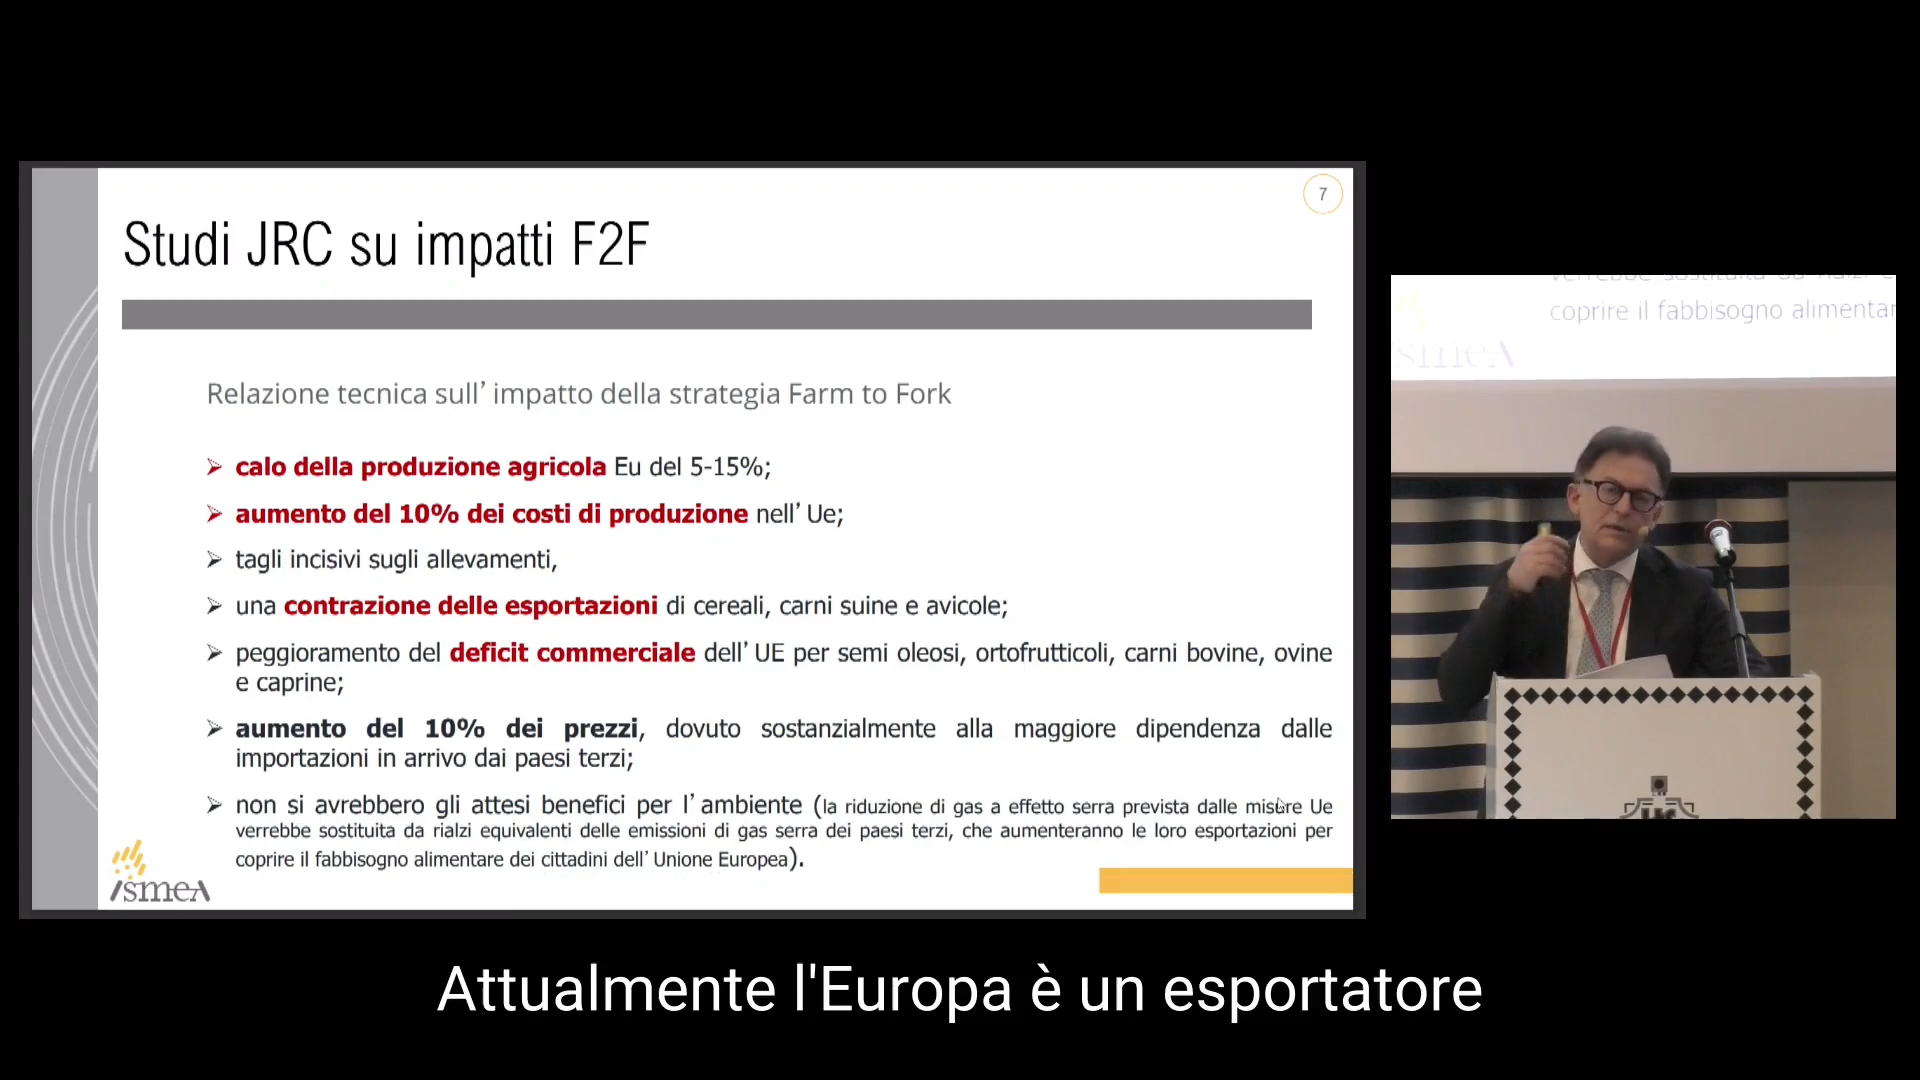 7
Studi JRC su impatti F2F
Relazione tecnica sull’ impatto della strategia Farm to Fork
➢ calo della produzione agricola Eu del 5-15%;
➢ aumento del 10% dei costi di produzione nell’ Ue;
➢ tagli incisivi sugli allevamenti,
➢ una contrazione delle esportazioni di cereali, carni suine e avicole;
➢ peggioramento del deficit commerciale dell’ UE per semi oleosi, ortofrutticoli, carni bovine, ovine
e caprine;
➢ aumento del 10% dei prezzi, dovuto sostanzialmente alla maggiore dipendenza dalle
importazioni in arrivo dai paesi terzi;
➢ non si avrebbero gli attesi benefici per l’ ambiente (la riduzione di gas a effetto serra prevista dalle misure Ue
verrebbe sostituita da rialzi equivalenti delle emissioni di gas serra dei paesi terzi, che aumenteranno le loro esportazioni per
coprire il fabbisogno alimentare dei cittadini dell’ Unione Europea).
ısmeA
verrebbe sostituita da rialzi
coprire il fabbisogno alimentar
smeA
Attualmente l'Europa è un esportatore